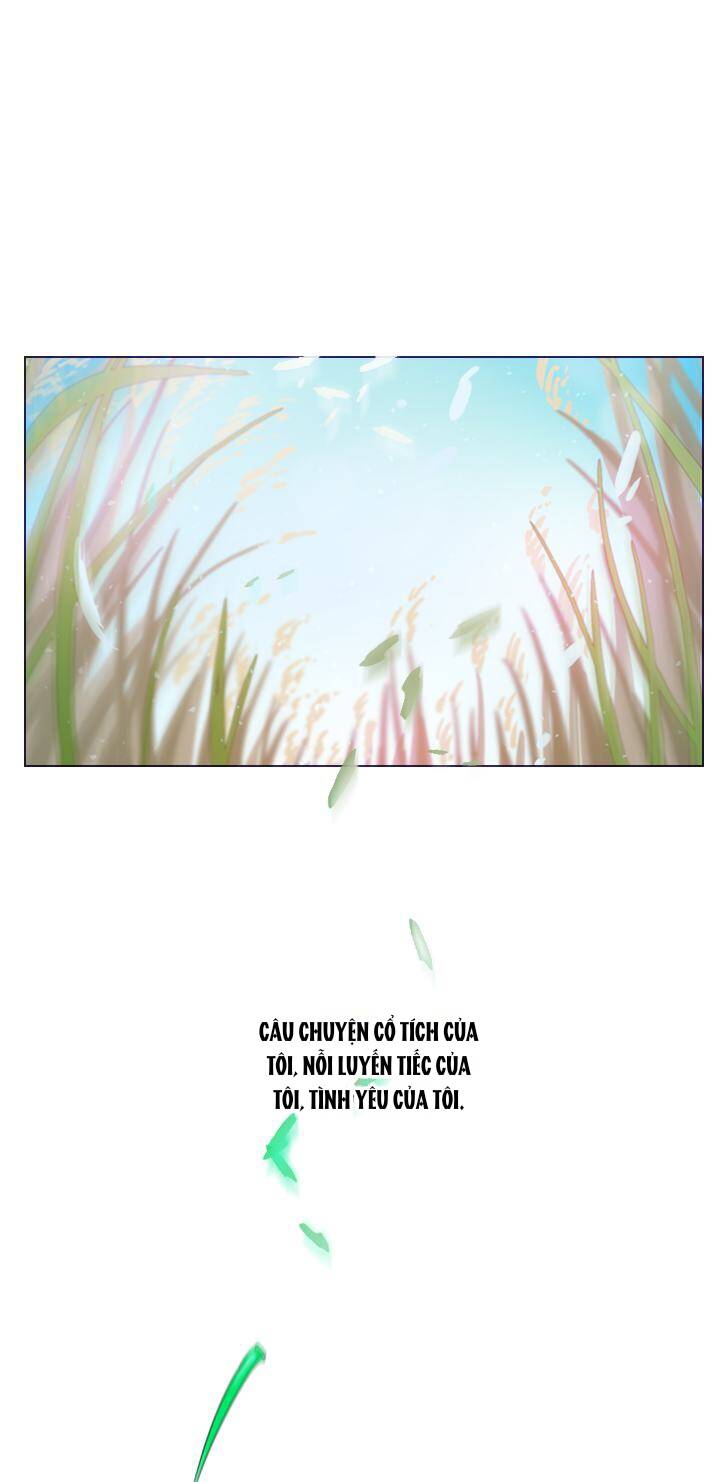 CÂU CHUYỆN CỔ TÍCH CỦA
TÔI, NỖI LUYẾN TIẾC CỦA
TÔI, TÌNH YÊU CỦA TÔI.